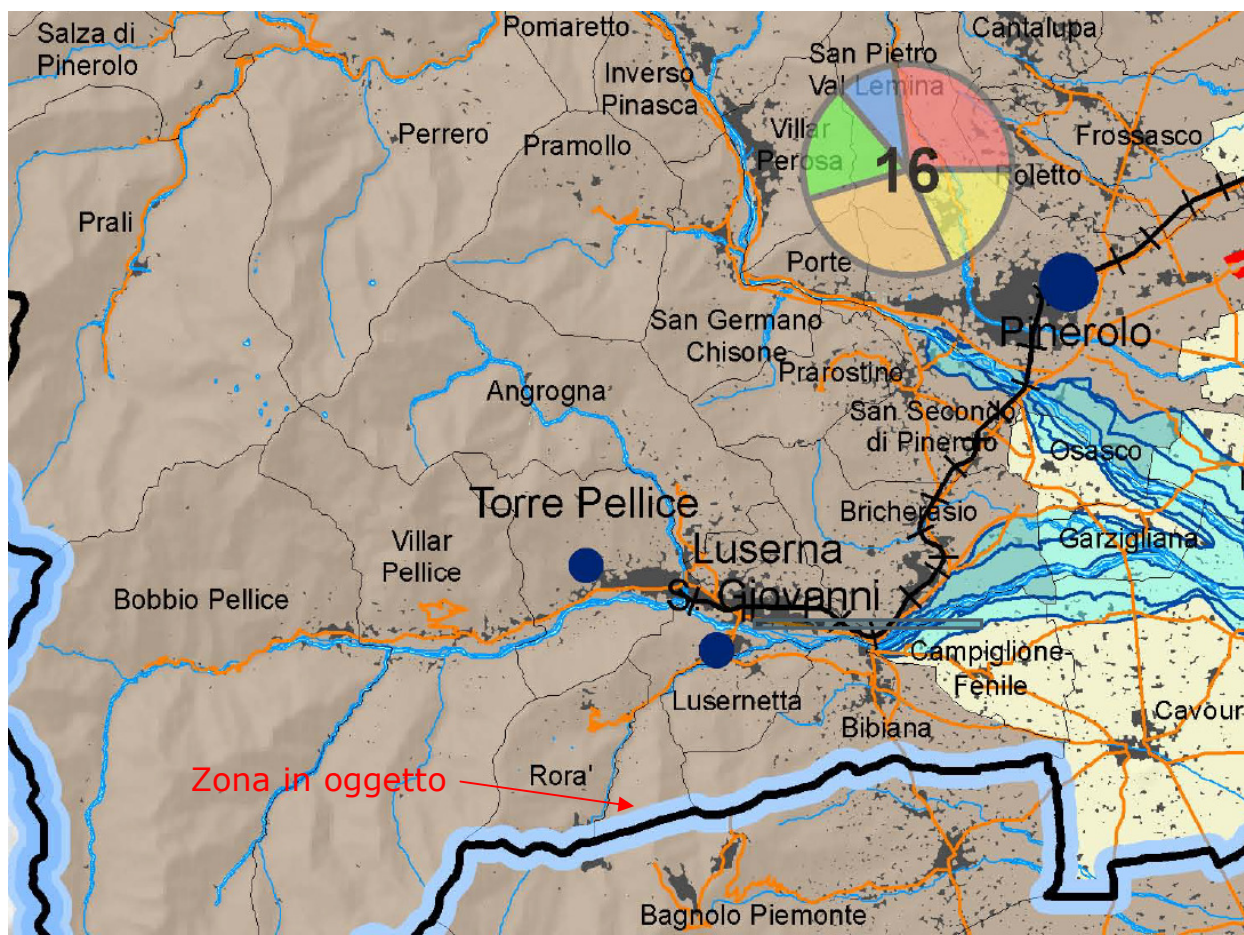 Salza di
Pinerolo
Pomaretto
Cantalupa
San Pietro
Val Lemina
Inverso
Pinasca
Perrero
Pramollo
Villar
Perosa
16
Frossasco
Roletto
Prali
Porte
San Germano
Chisone
Pinerolo
Prarostino
Angrogna
San Secondo
di Pinerolo
Osasco
Torre Pellice
Bricherasio
Garzigliana
Villar
Pellice
Luserna
S. Giovanni
Bobbio Pellice
Campiglione-
Fenile
Lusernetta
Bibiana
Cavour
Zona in oggetto
Rora'
Bagnolo Piemonte